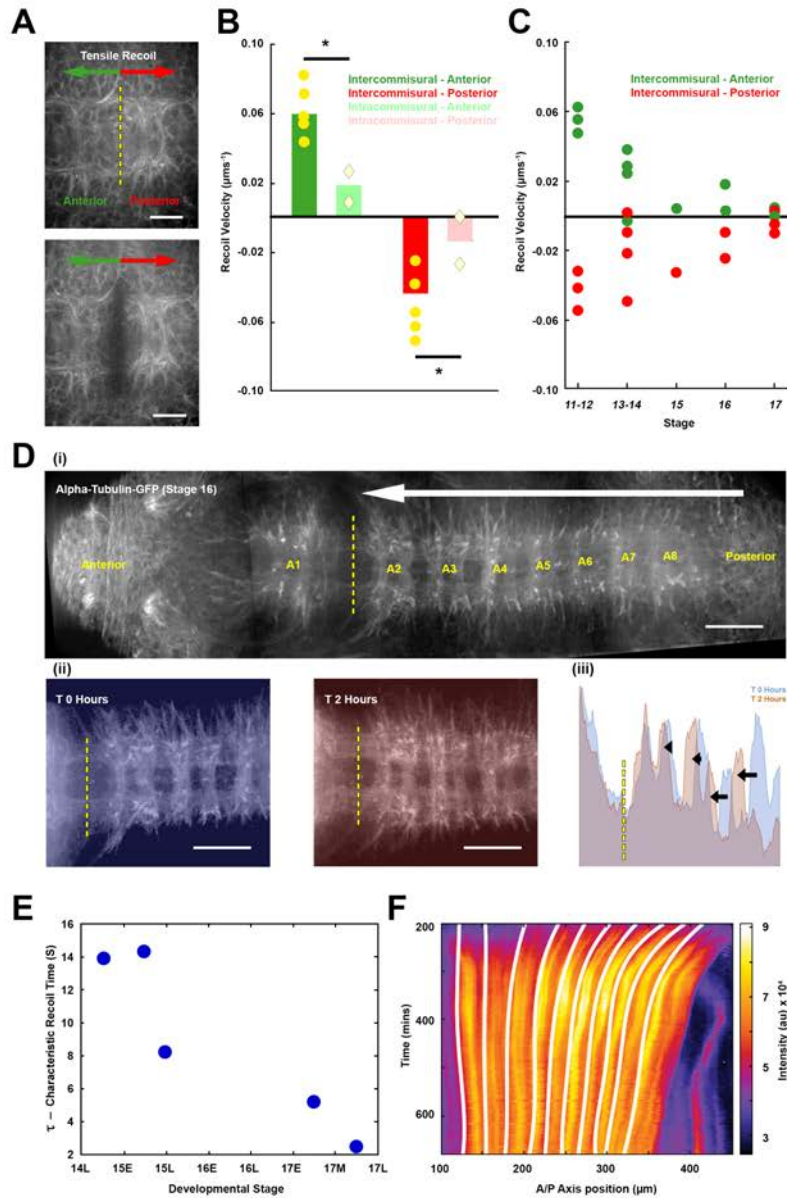 A
Tensile Recoil
Anterior
Posterior
B
0.10
0.06
0.02
-0.02
-0.06
-0.10
Recoil Velocity (µms⁻¹)
*
*
Intercommisural - Anterior
Intercommisural - Posterior
Intracommisural - Anterior
Intracommisural - Posterior
C
0.10
0.06
0.02
-0.02
-0.06
-0.10
Recoil Velocity (µms⁻¹)
Intercommisural - Anterior
Intercommisural - Posterior
11-12 13-14 15 16 17
Stage
D
(i)
Alpha-Tubulin-GFP (Stage 16)
Anterior A1 A2 A3 A4 A5 A6 A7 A8 Posterior
(ii)
T 0 Hours
T 2 Hours
(iii)
T 0 Hours
T 2 Hours
E
16
14
12
10
8
6
4
2
τ – Characteristic Recoil Time (S)
14L 15E 15L 16E 16L 17E 17M 17L
Developmental Stage
F
200
400
600
Time (mins)
100 200 300 400
A/P Axis position (µm)
9
7
5
3
Intensity (au) x 10⁴